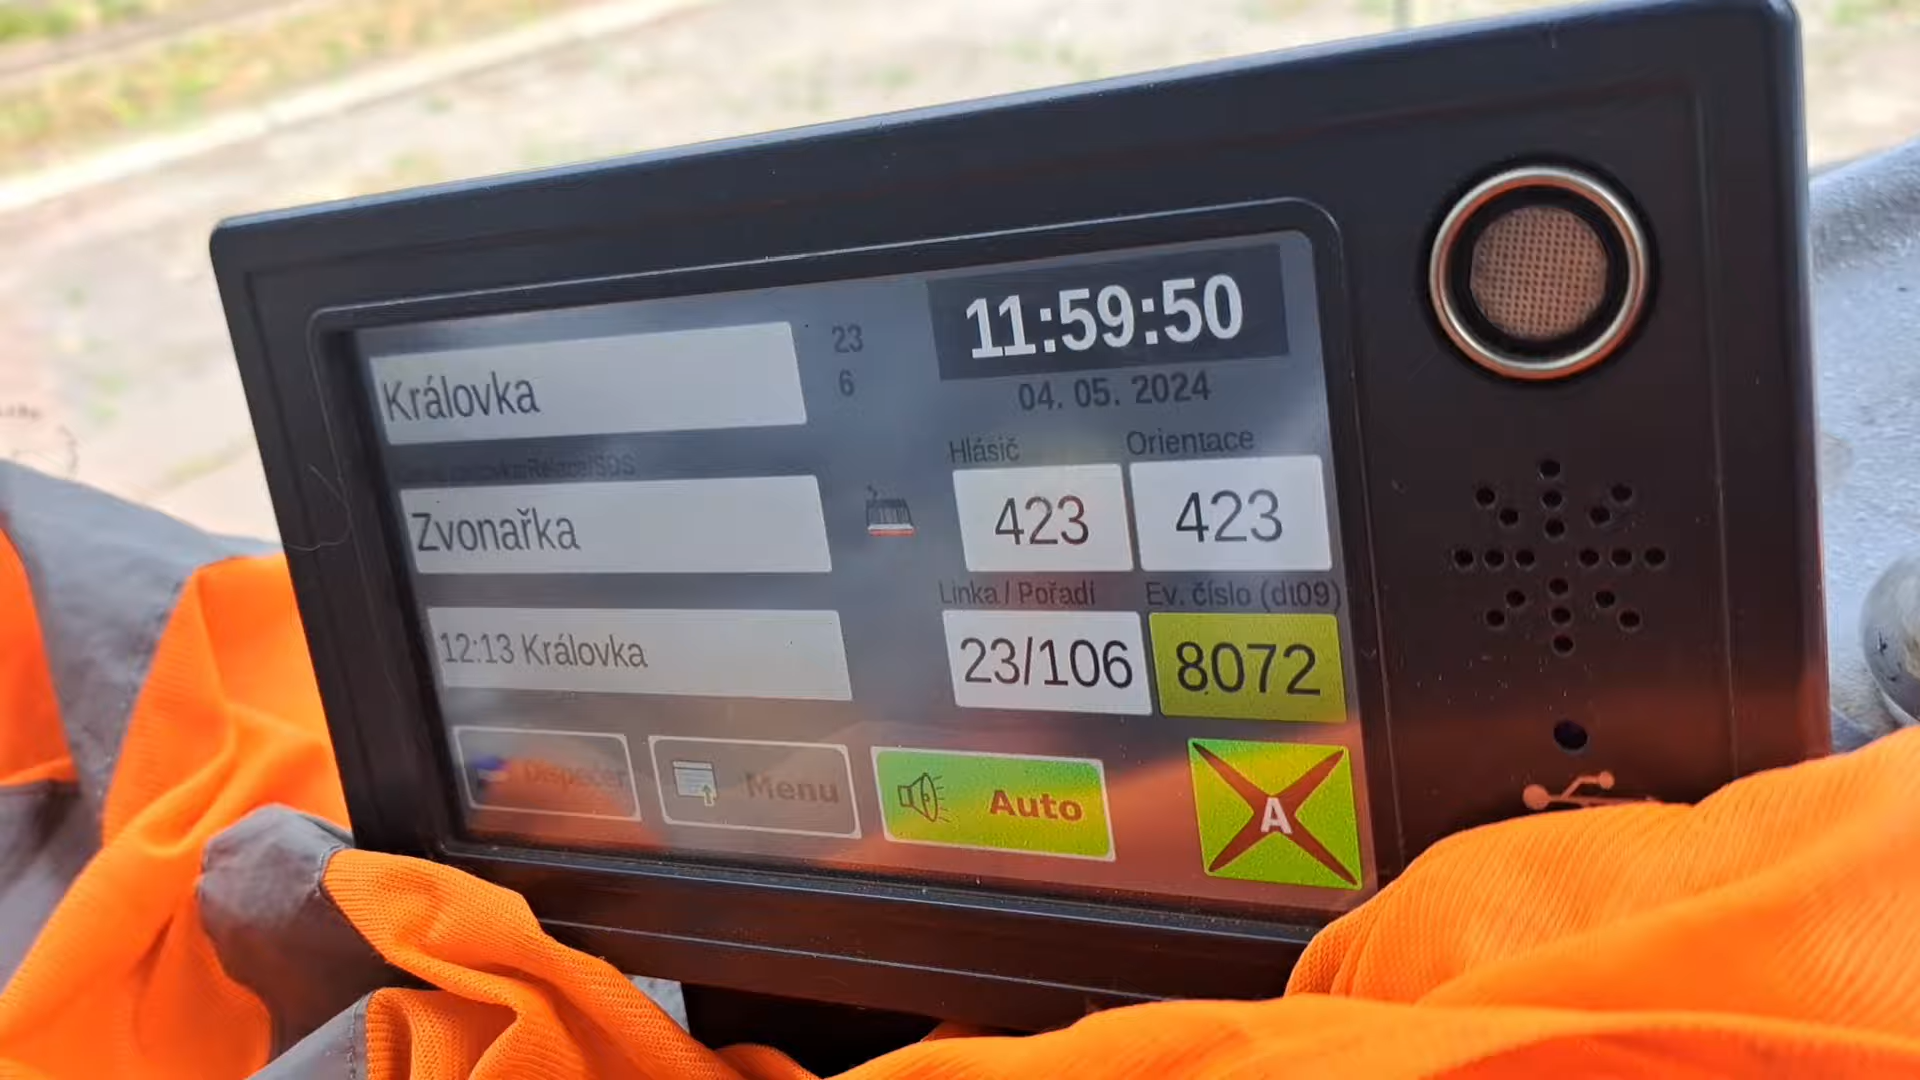 Královka
23
6
11:59:50
04. 05. 2024
Hlásič
Orientace
Zvonařka
423
423
Linka / Pořadí
Ev. číslo (dt09)
12:13 Královka
23/106
8072
Dispečer
Menu
Auto
A